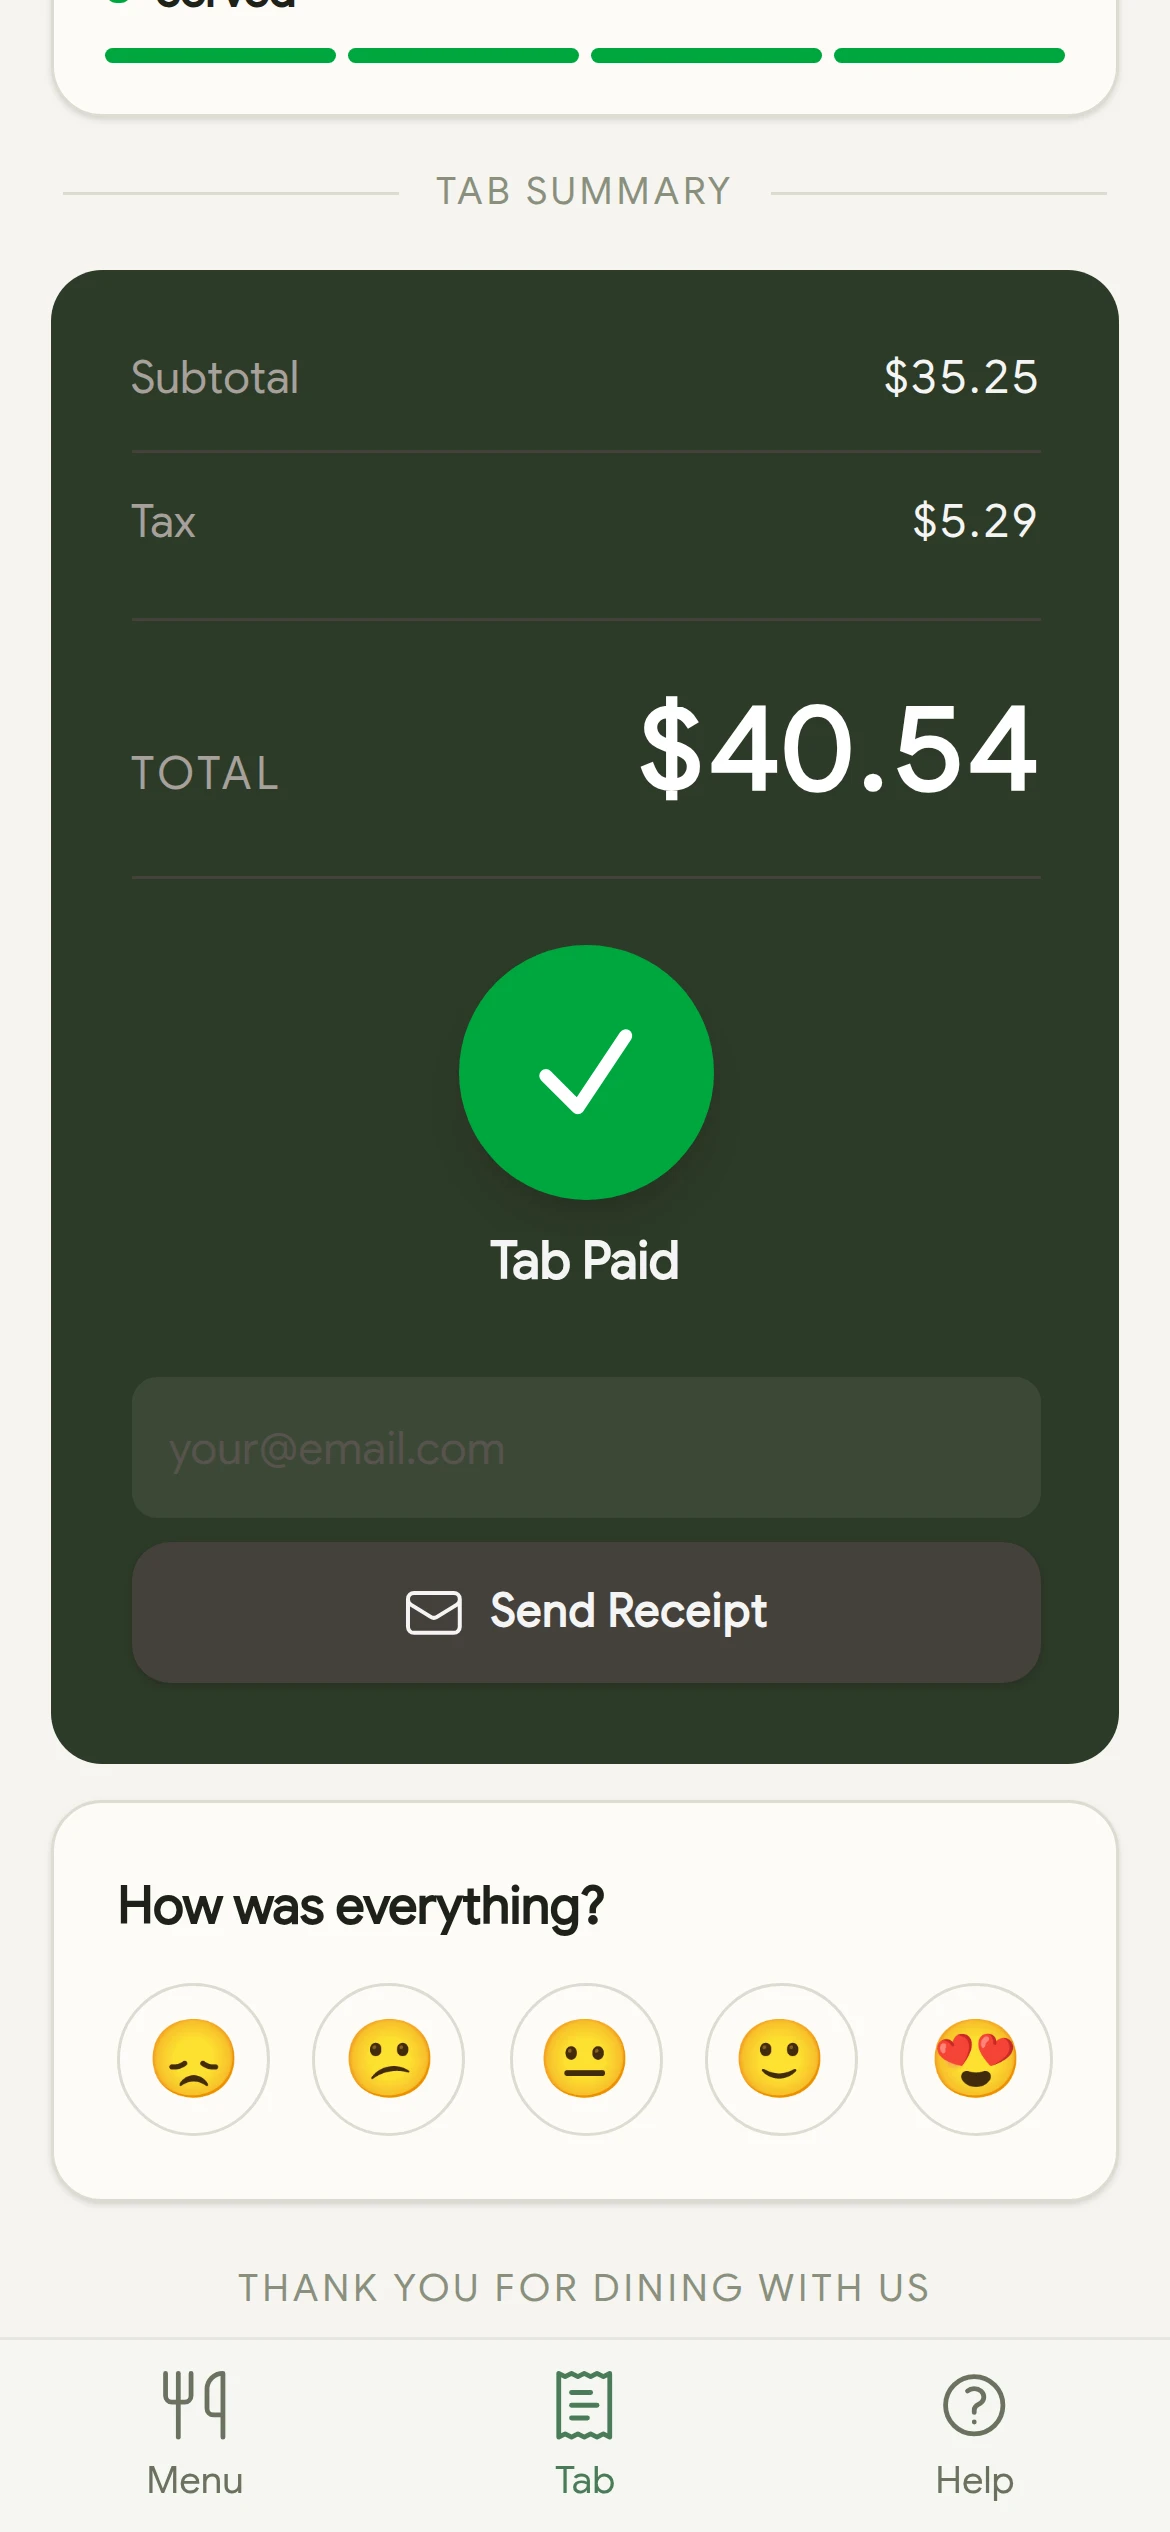 served
TAB SUMMARY
Subtotal $35.25
Tax $5.29
TOTAL $40.54
Tab Paid
your@email.com
Send Receipt
How was everything?
THANK YOU FOR DINING WITH US
Menu Tab Help